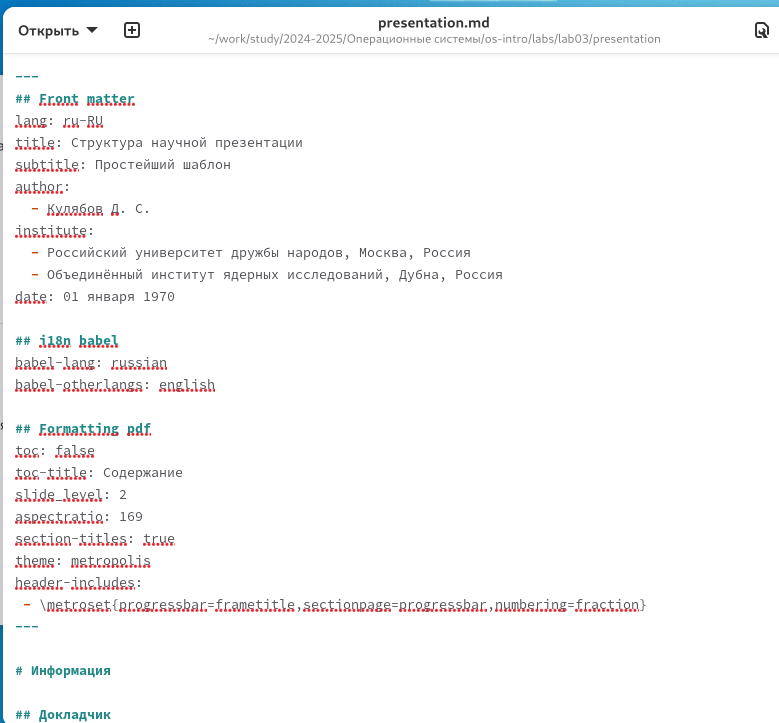 Открыть
presentation.md
~/work/study/2024-2025/Операционные системы/os-intro/labs/lab03/presentation
---
## Front matter
lang: ru-RU
title: Структура научной презентации
subtitle: Простейший шаблон
author:
  - Кулябов Д. С.
institute:
  - Российский университет дружбы народов, Москва, Россия
  - Объединённый институт ядерных исследований, Дубна, Россия
date: 01 января 1970

## i18n babel
babel-lang: russian
babel-otherlangs: english

## Formatting pdf
toc: false
toc-title: Содержание
slide_level: 2
aspectratio: 169
section-titles: true
theme: metropolis
header-includes:
 - \metroset{progressbar=frametitle,sectionpage=progressbar,numbering=fraction}
---

# Информация

## Докладчик